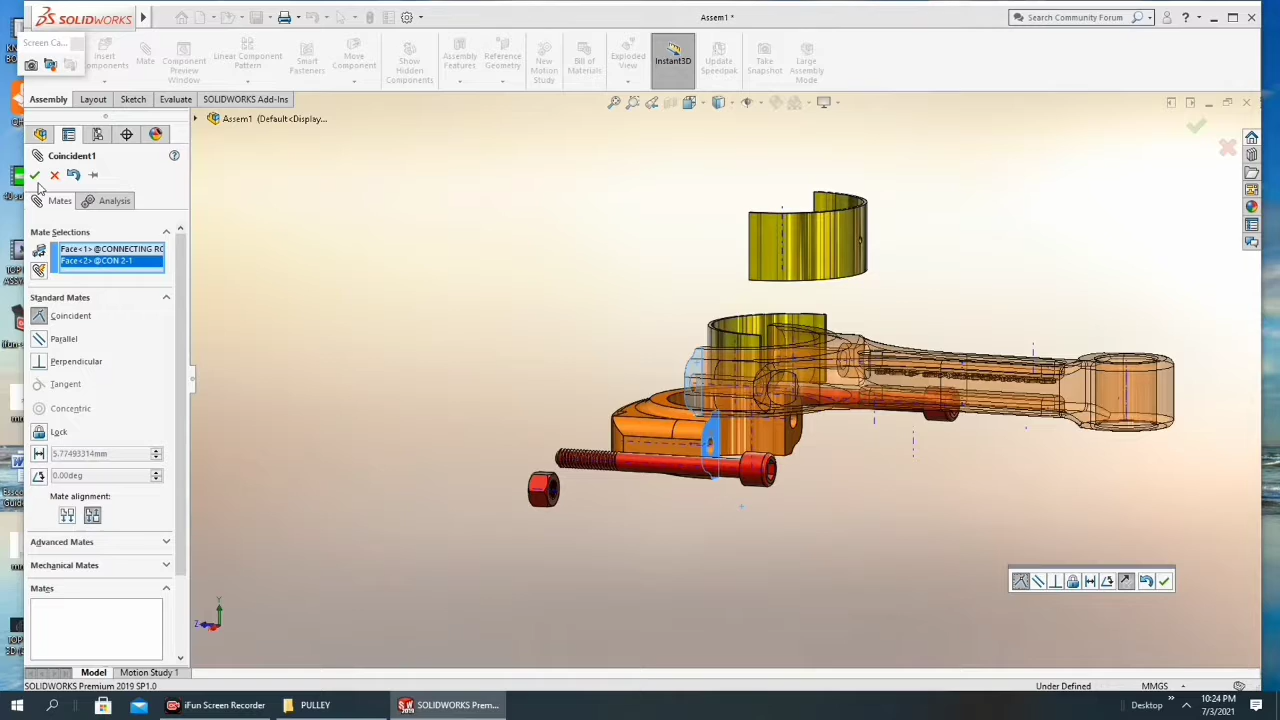 SOLIDWORKS
Assem1 *
Search Community Forum
Screen Ca...
Insert Components
Mate
Component Preview Window
Linear Component Pattern
Smart Fasteners
Move Component
Show Hidden Components
Assembly Features
Reference Geometry
New Motion Study
Bill of Materials
Exploded View
Instant3D
Update Speedpak
Take Snapshot
Large Assembly Mode
Assembly
Layout
Sketch
Evaluate
SOLIDWORKS Add-Ins
Assem1 (Default<Display...
Coincident1
Mates
Analysis
Mate Selections
Face<1>@CONNECTING RC
Face<2>@CON 2-1
Standard Mates
Coincident
Parallel
Perpendicular
Tangent
Concentric
Lock
5.77493314mm
0.00deg
Mate alignment:
Advanced Mates
Mechanical Mates
Mates
Y
Z
Model
Motion Study 1
SOLIDWORKS Premium 2019 SP1.0
Under Defined
MMGS
iFun Screen Recorder
PULLEY
SOLIDWORKS Prem...
Desktop
10:24 PM
7/3/2021